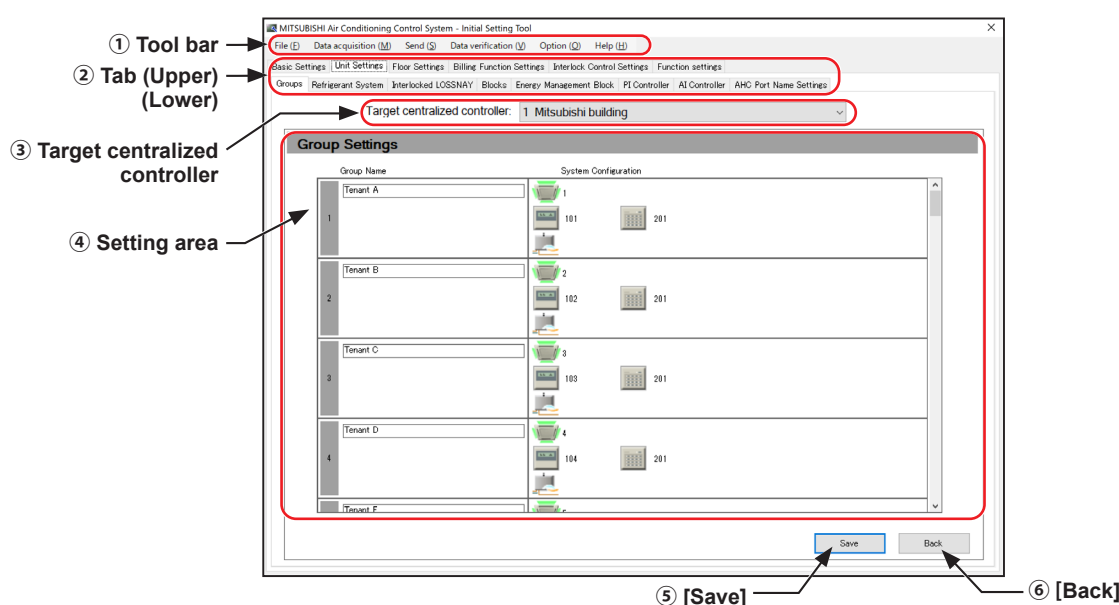 MITSUBISHI Air Conditioning Control System - Initial Setting Tool
① Tool bar
File (F) Data acquisition (M) Send (S) Data verification (V) Option (O) Help (H)
② Tab (Upper)
(Lower)
Basic Settings Unit Settings Floor Settings Billing Function Settings Interlock Control Settings Function settings
Groups Refrigerant System Interlocked LOSSNAY Blocks Energy Management Block PI Controller AI Controller AHC Port Name Settings
③ Target centralized
controller
Target centralized controller: 1 Mitsubishi building
Group Settings
Group Name System Configuration
④ Setting area
Tenant A 1
1 101 201
Tenant B 2
2 102 201
Tenant C 3
3 103 201
Tenant D 4
4 104 201
Save Back
⑤ [Save]
⑥ [Back]